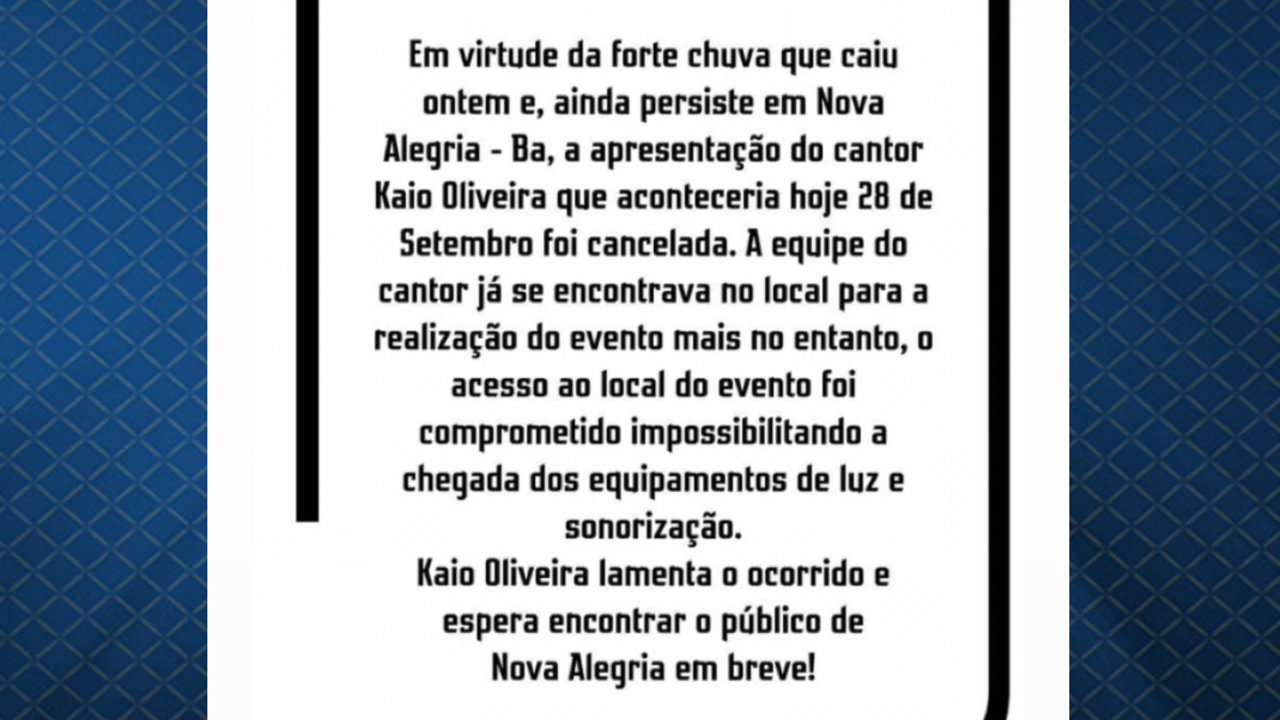 Em virtude da forte chuva que caiu
ontem e, ainda persiste em Nova
Alegria - Ba, a apresentação do cantor
Kaio Oliveira que aconteceria hoje 28 de
Setembro foi cancelada. A equipe do
cantor já se encontrava no local para a
realização do evento mais no entanto, o
acesso ao local do evento foi
comprometido impossibilitando a
chegada dos equipamentos de luz e
sonorização.
Kaio Oliveira lamenta o ocorrido e
espera encontrar o público de
Nova Alegria em breve!